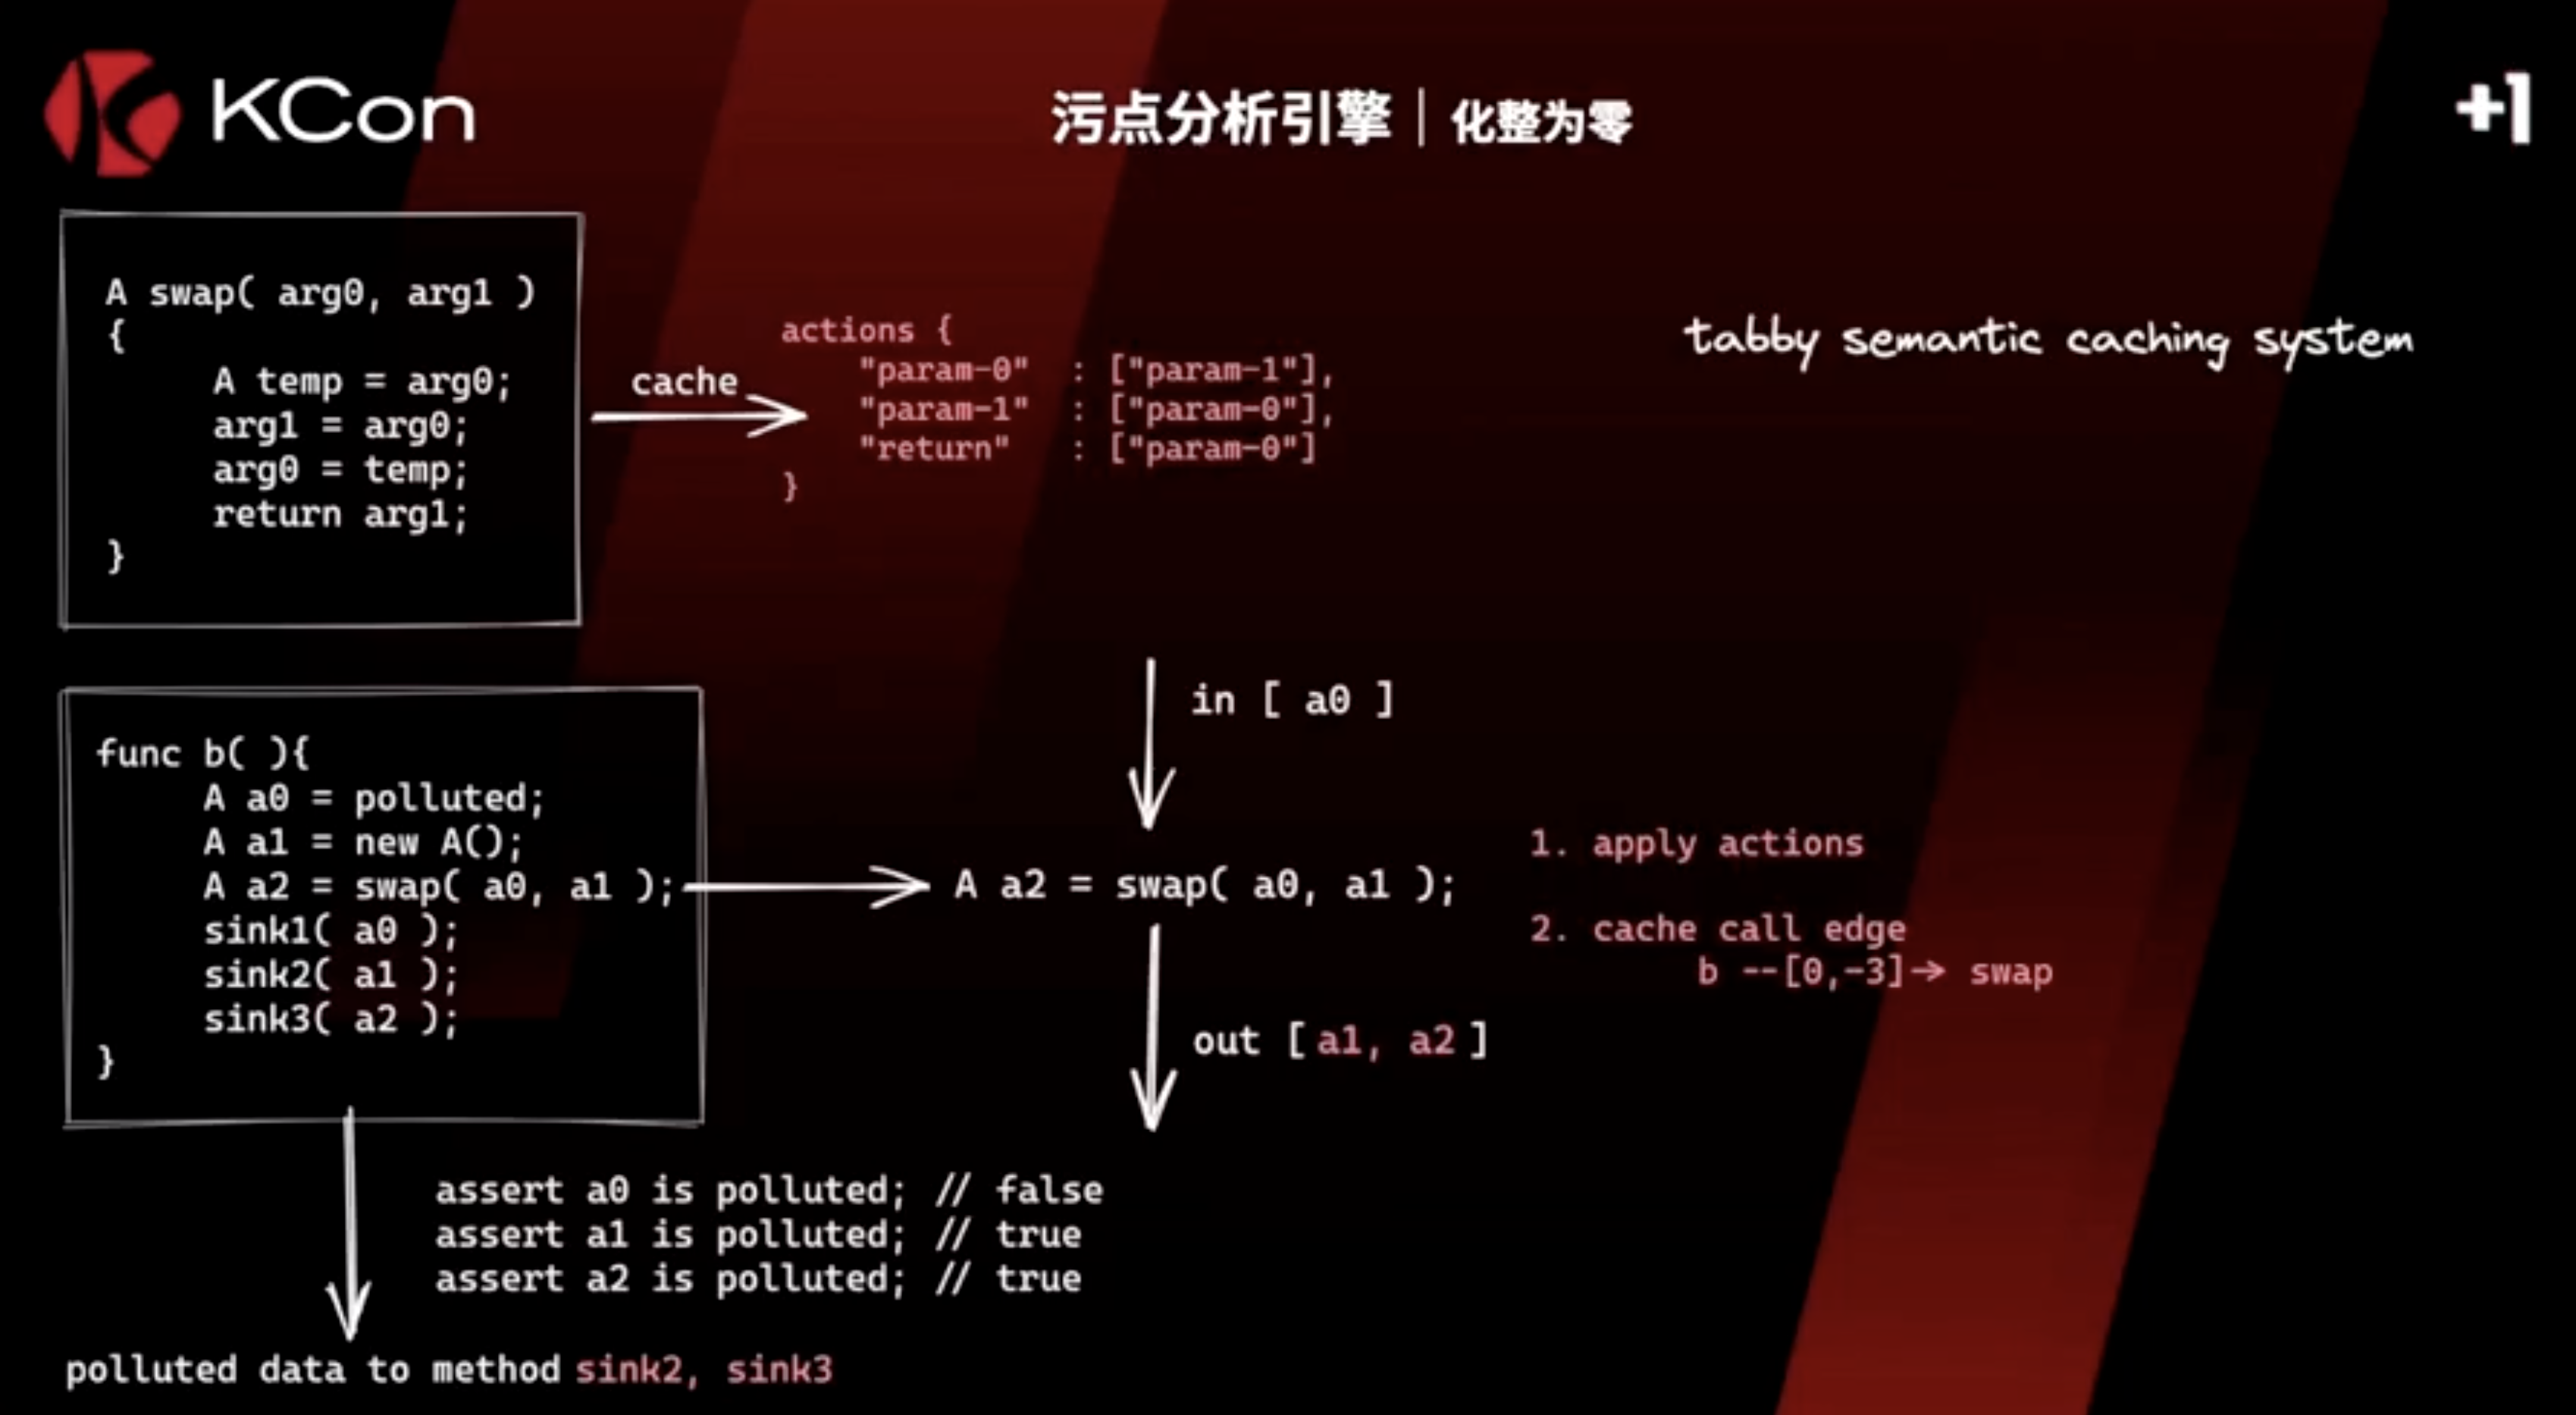 KCon
污点分析引擎｜化整为零
+1
A swap( arg0, arg1 )
{
A temp = arg0;
arg1 = arg0;
arg0 = temp;
return arg1;
}
cache
actions {
"param-0" : ["param-1"],
"param-1" : ["param-0"],
"return" : ["param-0"]
}
tabby semantic caching system
func b( ){
A a0 = polluted;
A a1 = new A();
A a2 = swap( a0, a1 );
sink1( a0 );
sink2( a1 );
sink3( a2 );
}
in [ a0 ]
A a2 = swap( a0, a1 );
out [ a1, a2 ]
1. apply actions
2. cache call edge
b --[0,-3]-> swap
assert a0 is polluted; // false
assert a1 is polluted; // true
assert a2 is polluted; // true
polluted data to method sink2, sink3